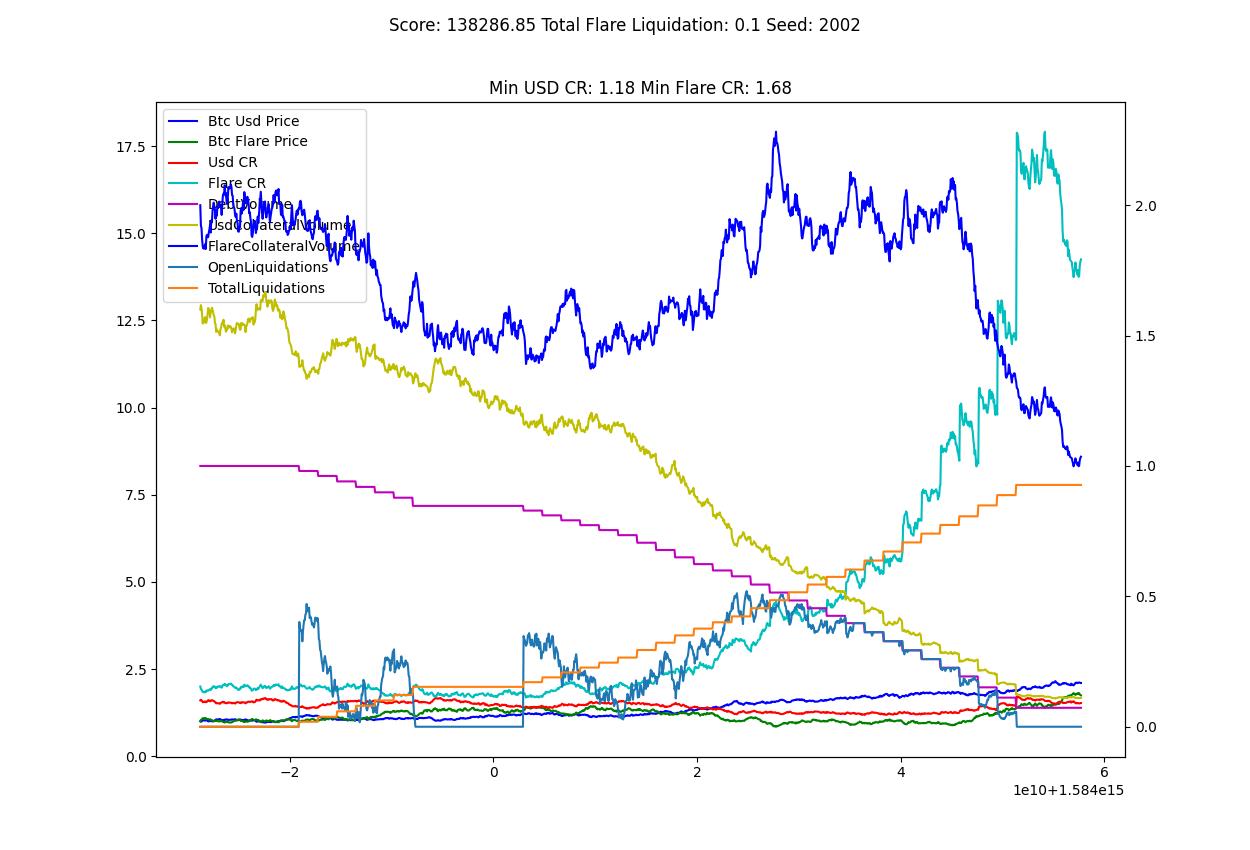 Score: 138286.85 Total Flare Liquidation: 0.1 Seed: 2002
Min USD CR: 1.18 Min Flare CR: 1.68
Btc Usd Price
Btc Flare Price
Usd CR
Flare CR
DebtVolume
UsdCollateralVolume
FlareCollateralVolume
OpenLiquidations
TotalLiquidations
17.5
15.0
12.5
10.0
7.5
5.0
2.5
0.0
2.0
1.5
1.0
0.5
0.0
−2
0
2
4
6
1e10+1.584e15